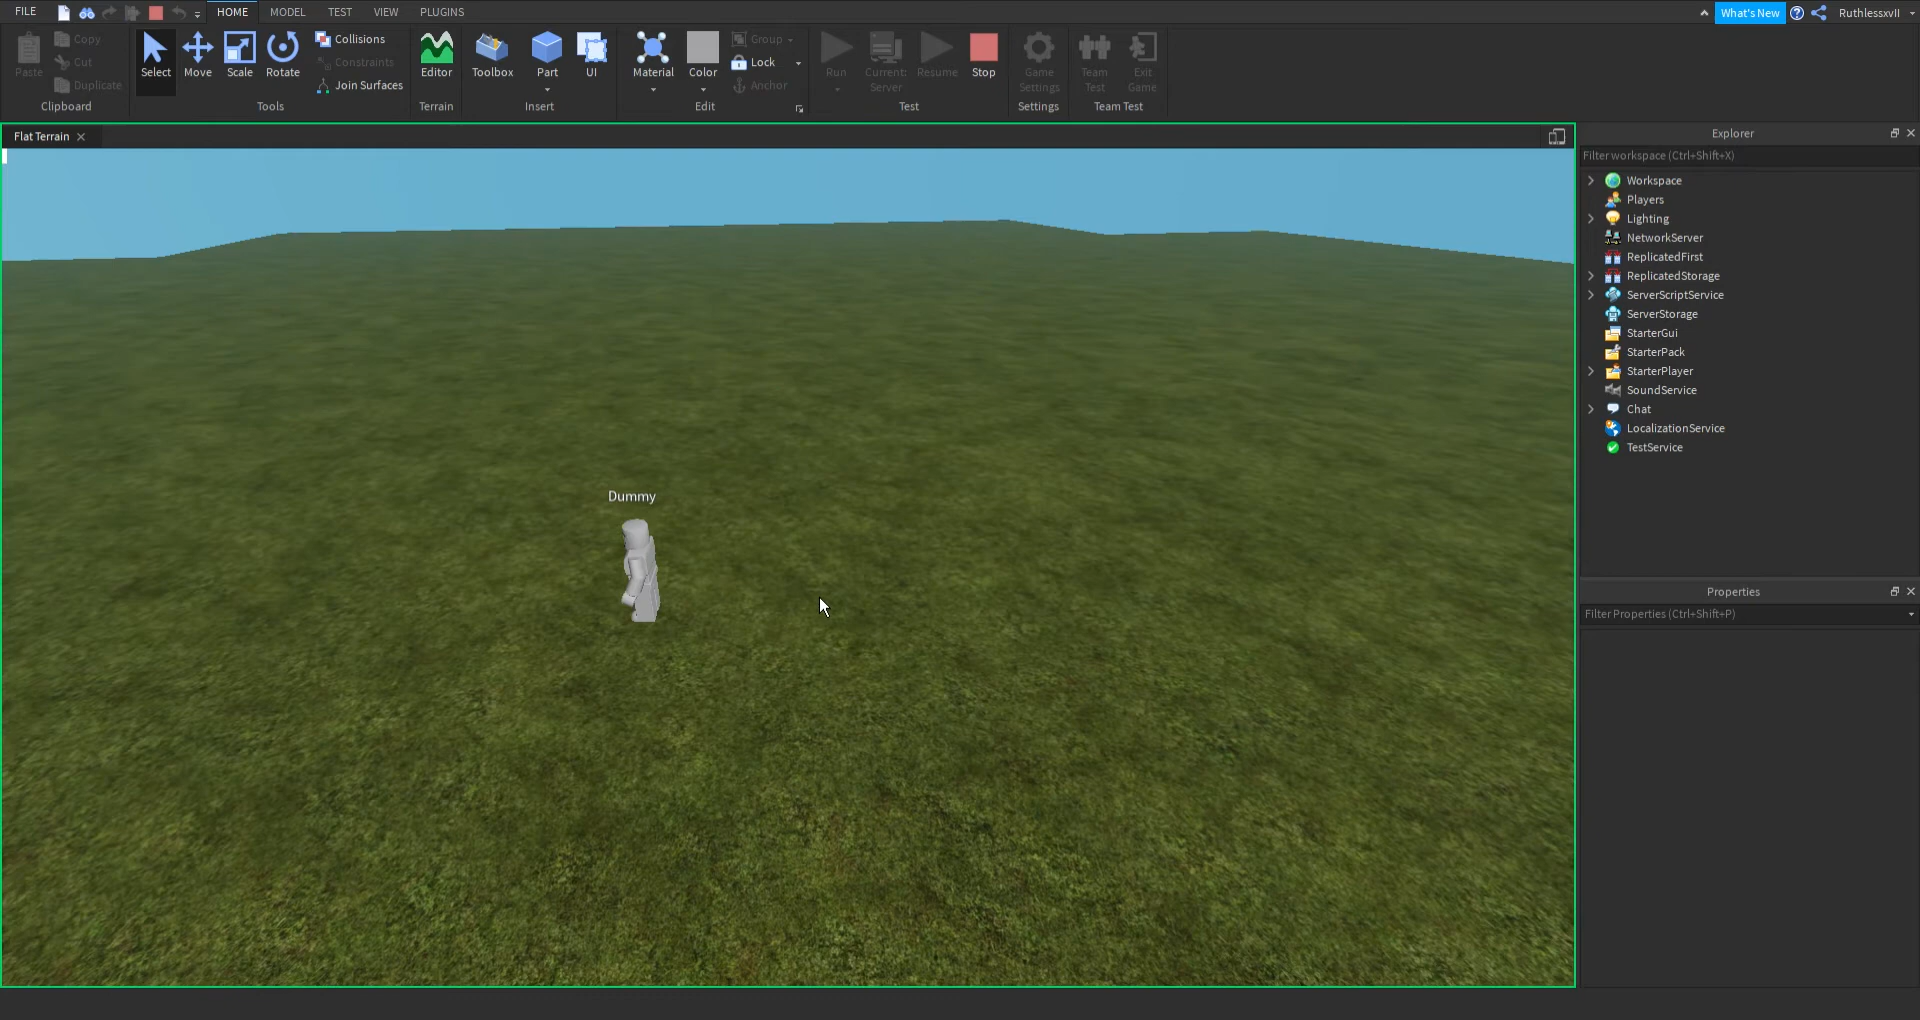 FILE
HOME
MODEL
TEST
VIEW
PLUGINS
What's New
RuthlessxvII
Paste
Copy
Cut
Duplicate
Clipboard
Select
Move
Scale
Rotate
Collisions
Constraints
Join Surfaces
Tools
Editor
Terrain
Toolbox
Part
UI
Insert
Material
Color
Group
Lock
Anchor
Edit
Run
Current:
Server
Resume
Stop
Test
Game
Settings
Settings
Team
Test
Exit
Game
Team Test
Flat Terrain
Dummy
Explorer
Filter workspace (Ctrl+Shift+X)
Workspace
Players
Lighting
NetworkServer
ReplicatedFirst
ReplicatedStorage
ServerScriptService
ServerStorage
StarterGui
StarterPack
StarterPlayer
SoundService
Chat
LocalizationService
TestService
Properties
Filter Properties (Ctrl+Shift+P)